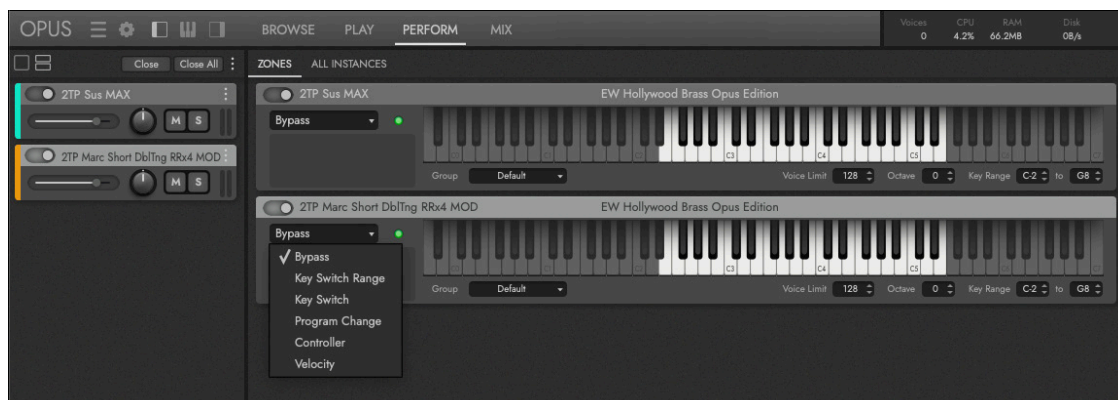 OPUS BROWSE PLAY PERFORM MIX Voices CPU RAM Disk
0 4.2% 66.2MB 0B/s
Close Close All ZONES ALL INSTANCES
2TP Sus MAX
M S
2TP Marc Short DblTng RRx4 MOD
M S
2TP Sus MAX EW Hollywood Brass Opus Edition
Bypass
C3 C4 C5
Group Default Voice Limit 128 Octave 0 Key Range C-2 to G8
2TP Marc Short DblTng RRx4 MOD EW Hollywood Brass Opus Edition
Bypass
C3 C4 C5
Group Default Voice Limit 128 Octave 0 Key Range C-2 to G8
Bypass
Key Switch Range
Key Switch
Program Change
Controller
Velocity